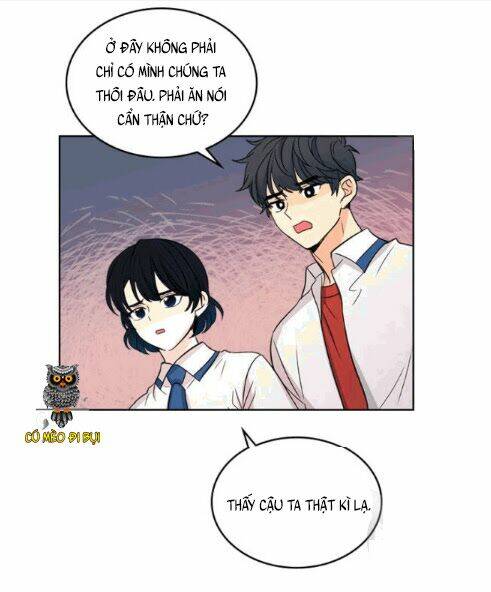 Ở ĐÂY KHÔNG PHẢI
CHỈ CÓ MÌNH CHÚNG TA
THÔI ĐÂU. PHẢI ĂN NÓI
CẨN THẬN CHỨ?
CÚ MÈO ĐI BỤI
THẤY CẬU TA THẬT KÌ LẠ.